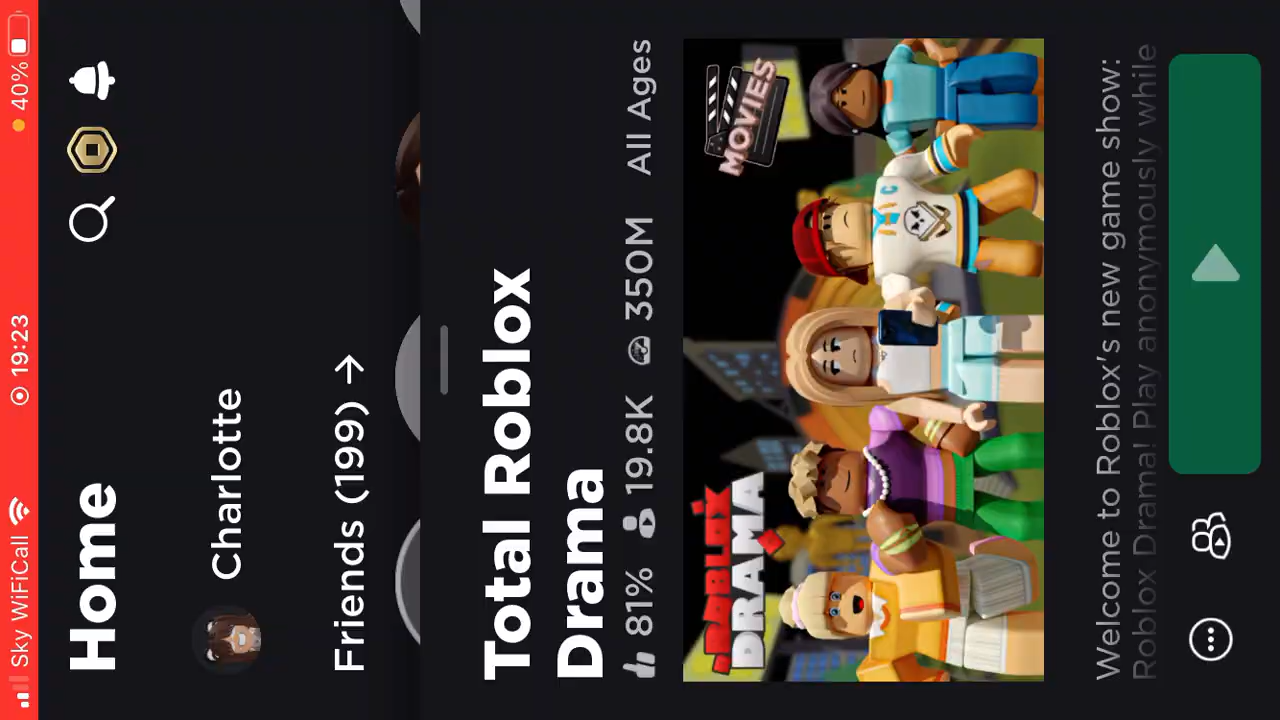 Sky WiFiCall 19:23 40%
Home
Charlotte
Friends (199) →
Total Roblox
Drama
81% 19.8K 350M All Ages
ROBLOX
DRAMA
MOVIES
Welcome to Roblox's new game show:
Roblox Drama! Play anonymously while